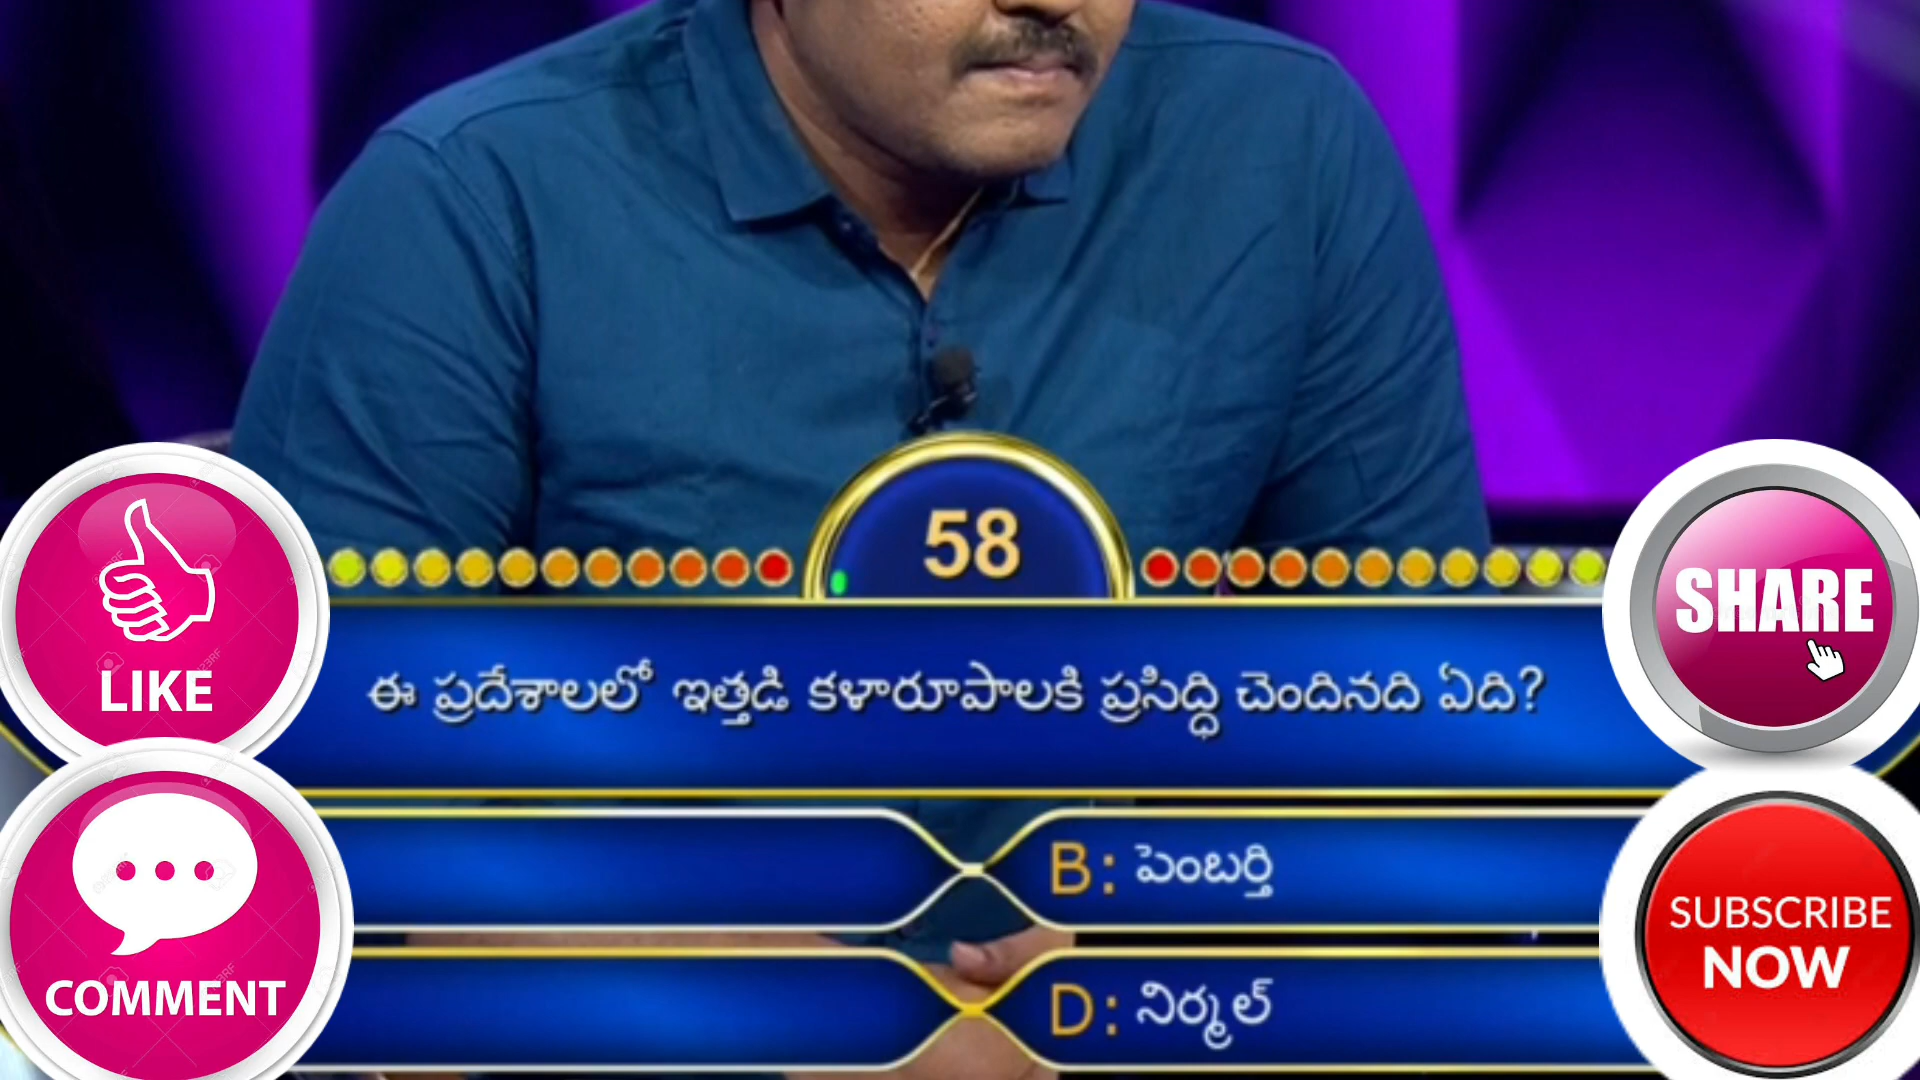 58
ఈ ప్రదేశాలలో ఇత్తడి కళారూపాలకి ప్రసిద్ధి చెందినది ఏది?
B: పెంబర్తి
D: నిర్మల్
LIKE
COMMENT
SHARE
SUBSCRIBE
NOW